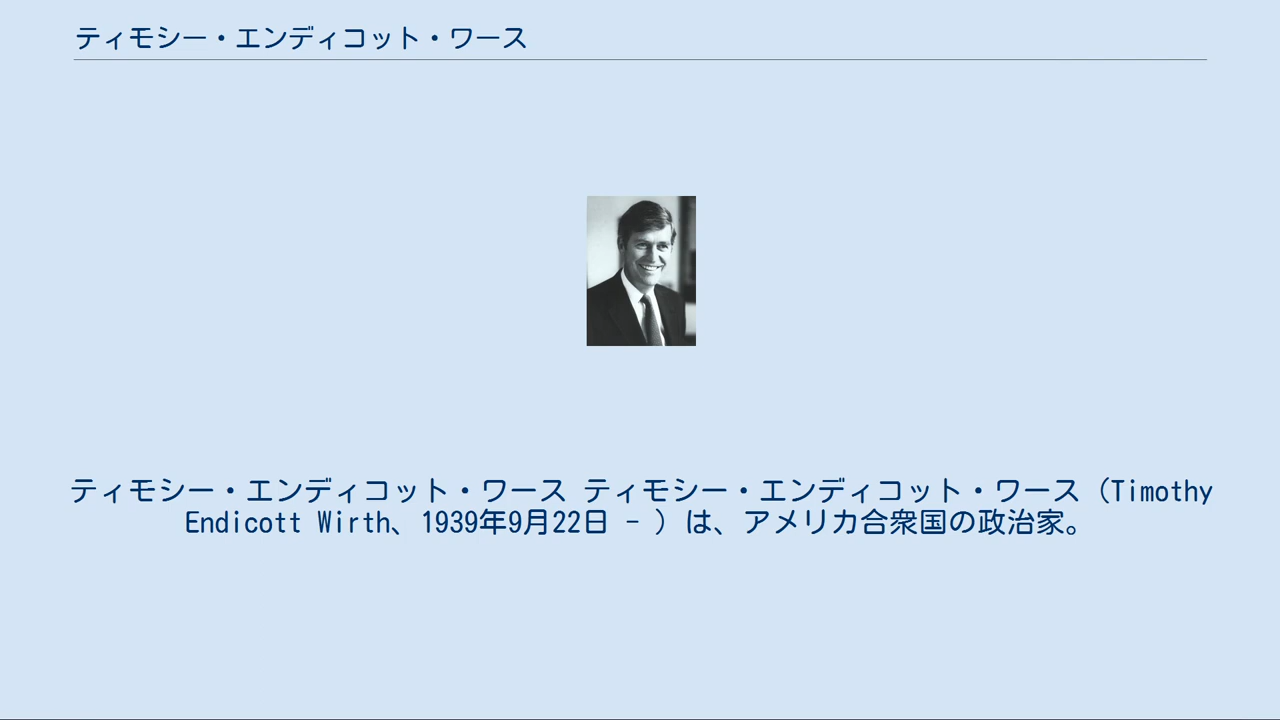 ティモシー・エンディコット・ワース
ティモシー・エンディコット・ワース ティモシー・エンディコット・ワース（Timothy
Endicott Wirth、1939年9月22日 - ）は、アメリカ合衆国の政治家。